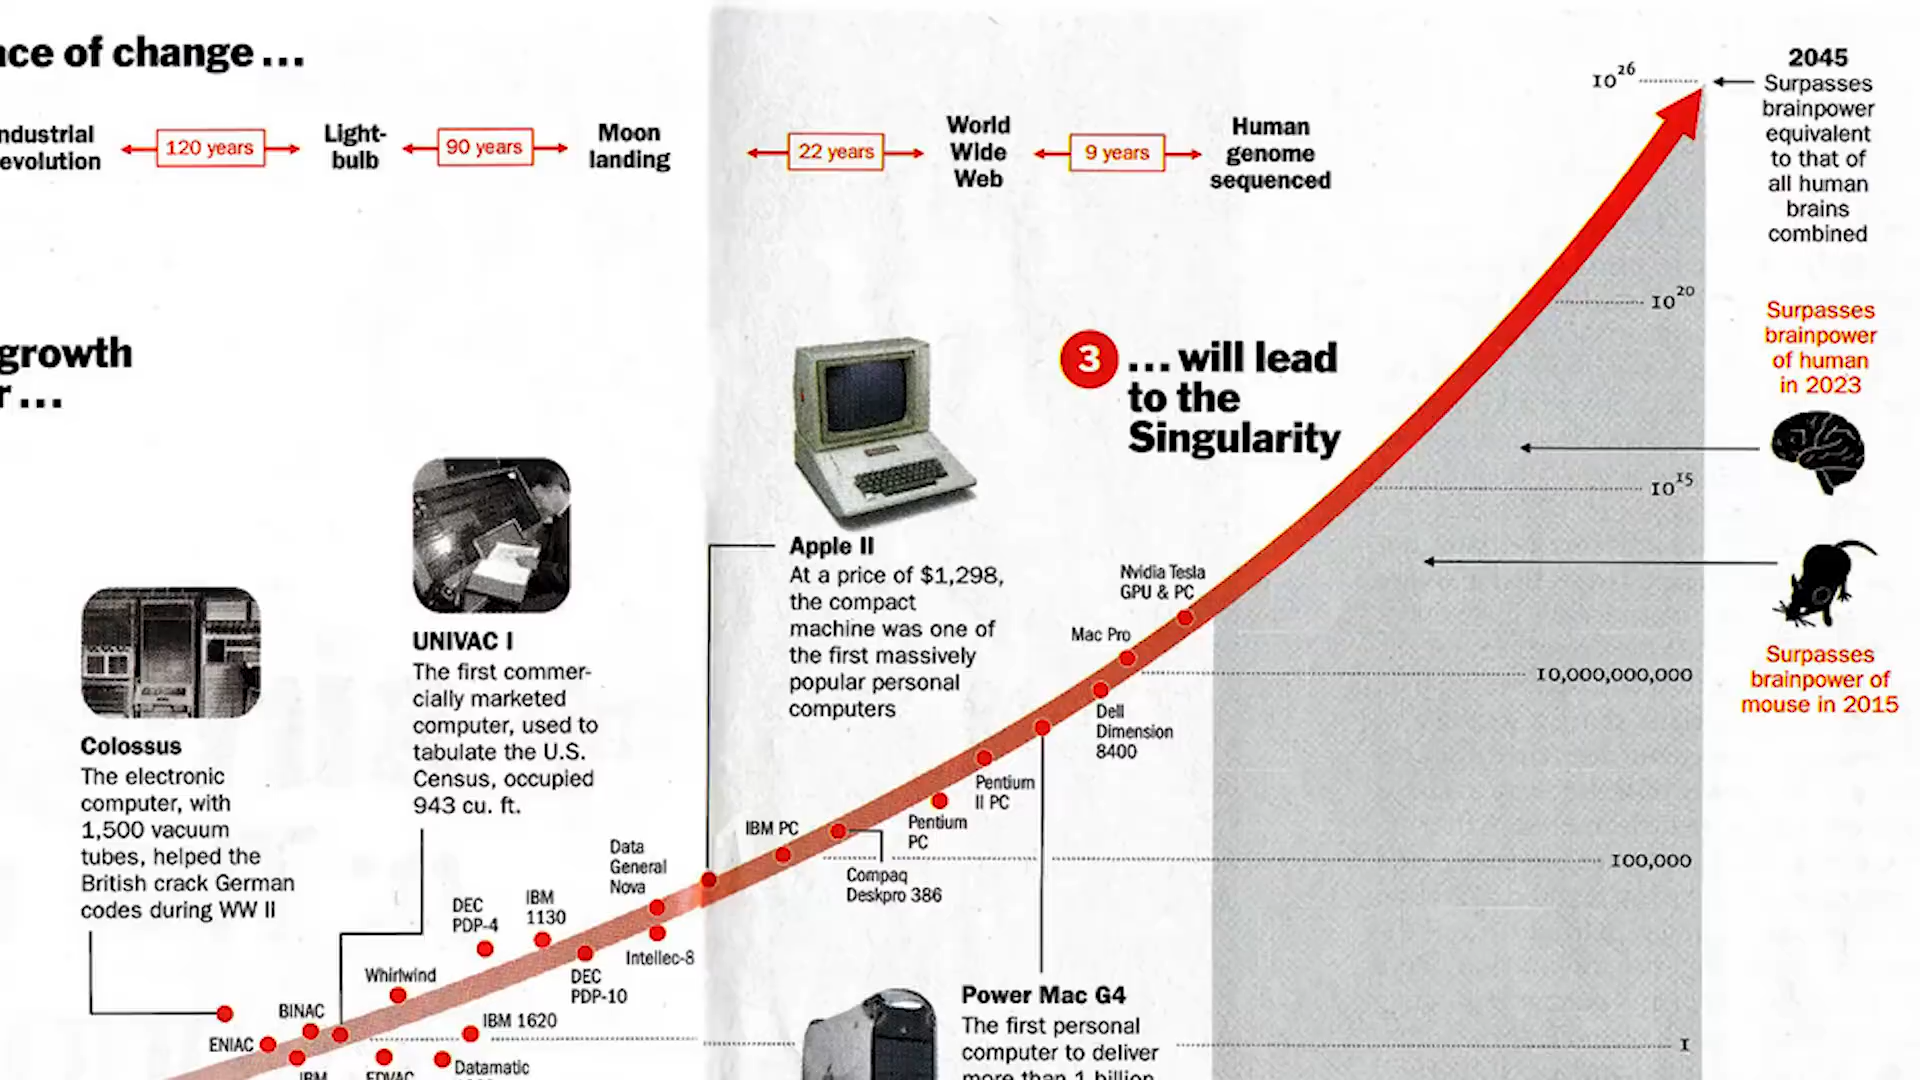 ace of change ...
ndustrial
evolution
120 years
Light-
bulb
90 years
Moon
landing
22 years
World
Wide
Web
9 years
Human
genome
sequenced
10^26
2045
Surpasses
brainpower
equivalent
to that of
all human
brains
combined
10^20
Surpasses
brainpower
of human
in 2023
growth
r ...
3 ... will lead
to the
Singularity
10^15
Apple II
At a price of $1,298,
the compact
machine was one of
the first massively
popular personal
computers
UNIVAC I
The first commer-
cially marketed
computer, used to
tabulate the U.S.
Census, occupied
943 cu. ft.
Colossus
The electronic
computer, with
1,500 vacuum
tubes, helped the
British crack German
codes during WW II
Nvidia Tesla
GPU & PC
Mac Pro
10,000,000,000
Surpasses
brainpower of
mouse in 2015
Dell
Dimension
8400
Pentium
II PC
Pentium
PC
IBM PC
Compaq
Deskpro 386
100,000
Data
General
Nova
DEC
PDP-4
IBM
1130
Intellec-8
DEC
PDP-10
Whirlwind
BINAC
ENIAC
IBM
EDVAC
IBM 1620
Datamatic
Power Mac G4
The first personal
computer to deliver
more than 1 billion
1